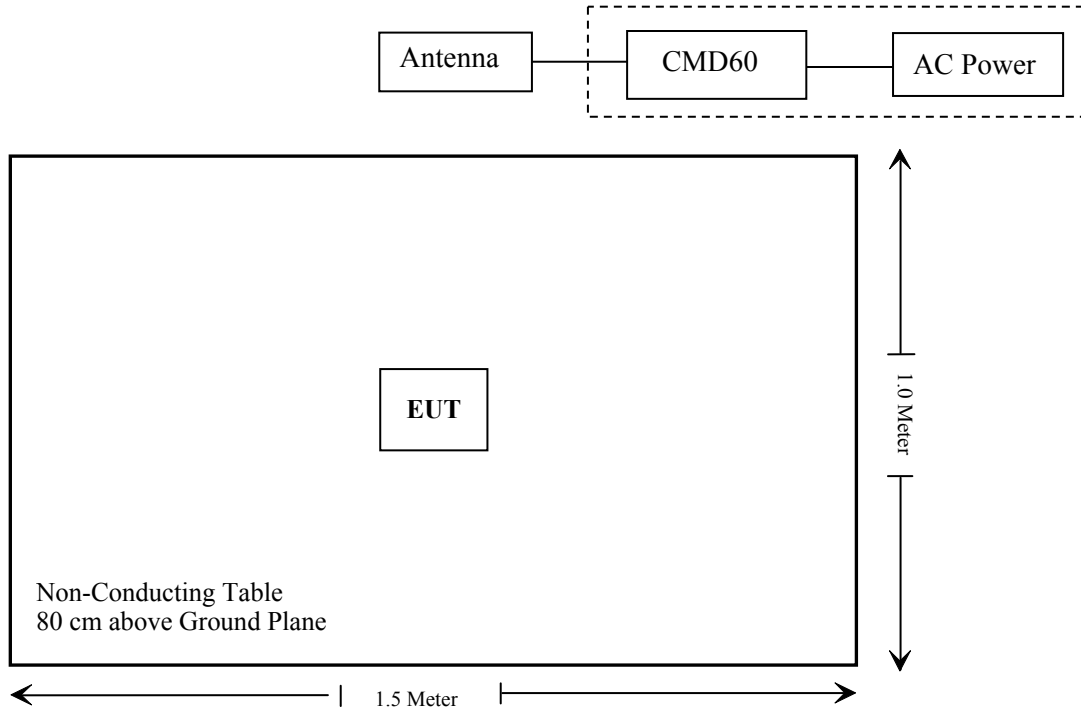 Antenna
CMD60
AC Power
EUT
1.0 Meter
Non-Conducting Table
80 cm above Ground Plane
1.5 Meter